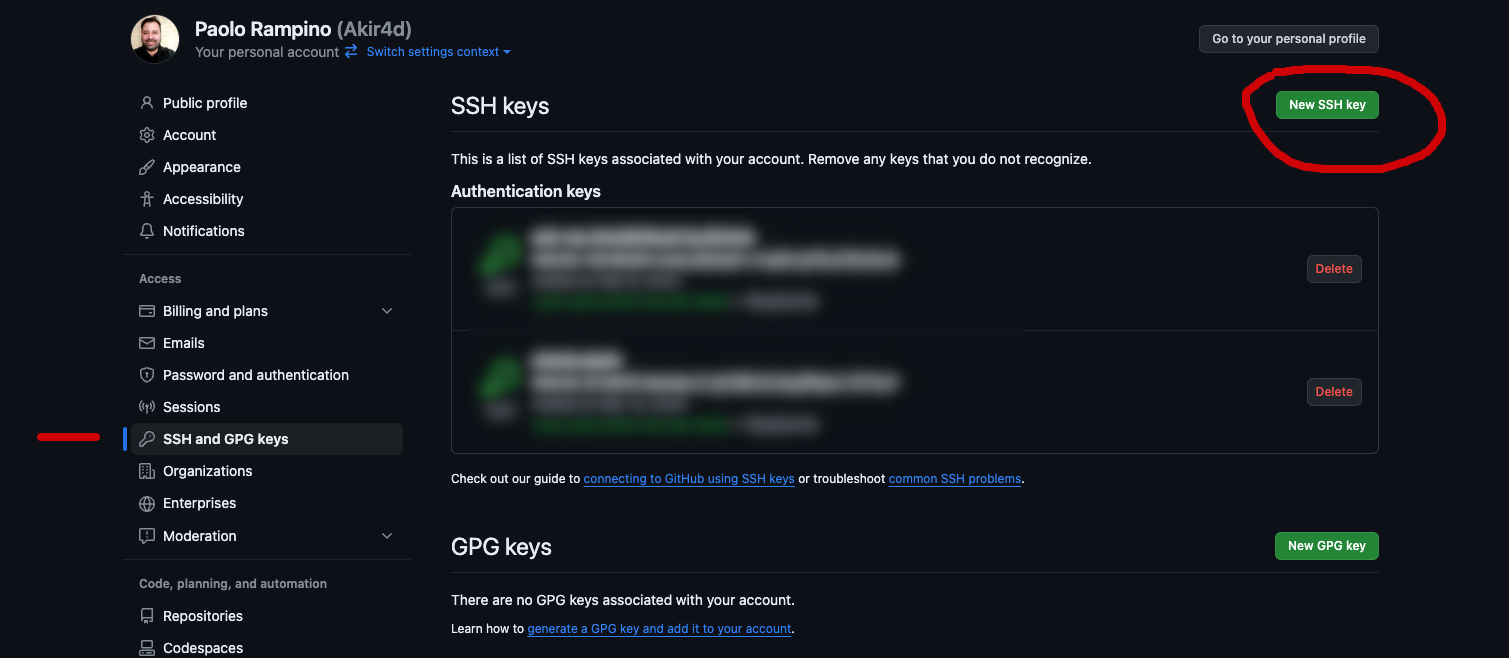 Paolo Rampino (Akir4d)
Your personal account Switch settings context
Go to your personal profile
Public profile
Account
Appearance
Accessibility
Notifications
Access
Billing and plans
Emails
Password and authentication
Sessions
SSH and GPG keys
Organizations
Enterprises
Moderation
Code, planning, and automation
Repositories
Codespaces
SSH keys
New SSH key
This is a list of SSH keys associated with your account. Remove any keys that you do not recognize.
Authentication keys
Delete
Delete
Check out our guide to connecting to GitHub using SSH keys or troubleshoot common SSH problems.
GPG keys
New GPG key
There are no GPG keys associated with your account.
Learn how to generate a GPG key and add it to your account.